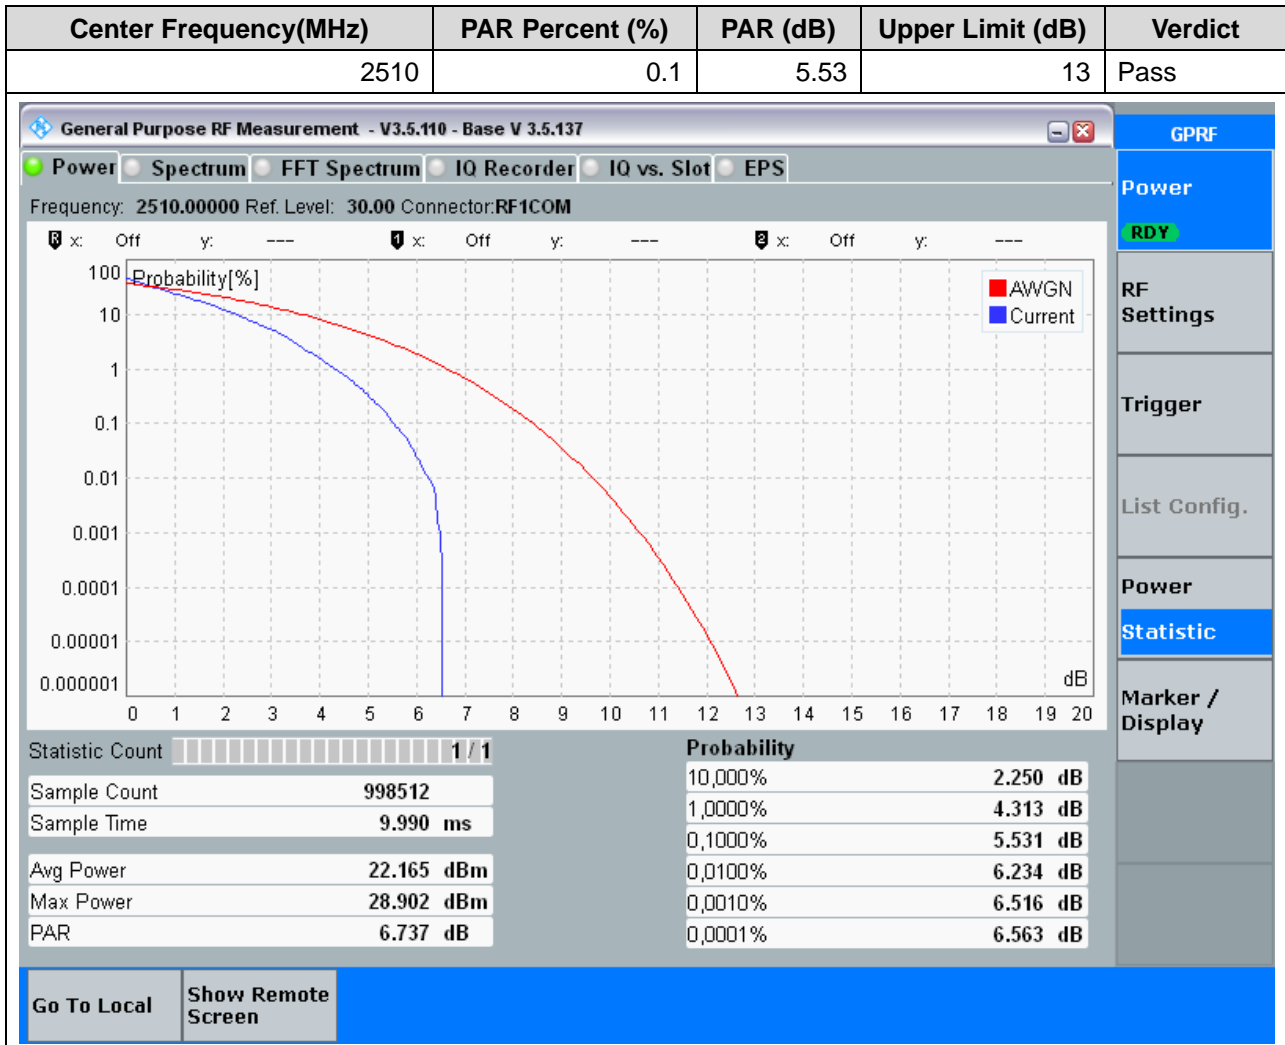 Center Frequency(MHz) PAR Percent (%) PAR (dB) Upper Limit (dB) Verdict
2510 0.1 5.53 13 Pass
General Purpose RF Measurement - V3.5.110 - Base V 3.5.137
GPRF
Power Spectrum FFT Spectrum IQ Recorder IQ vs. Slot EPS
Power
RDY
Frequency: 2510.00000 Ref. Level: 30.00 Connector:RF1COM
R x: Off y: --- 1 x: Off y: --- 2 x: Off y: ---
100 Probability[%]
AWGN
Current
RF
Settings
10
1
Trigger
0.1
0.01
List Config.
0.001
0.0001
Power
Statistic
0.00001
0.000001
dB
Marker /
Display
0 1 2 3 4 5 6 7 8 9 10 11 12 13 14 15 16 17 18 19 20
Statistic Count 1 / 1
Probability
Sample Count 998512
Sample Time 9.990 ms
Avg Power 22.165 dBm
Max Power 28.902 dBm
PAR 6.737 dB
10,000% 2.250 dB
1,0000% 4.313 dB
0,1000% 5.531 dB
0,0100% 6.234 dB
0,0010% 6.516 dB
0,0001% 6.563 dB
Go To Local
Show Remote
Screen